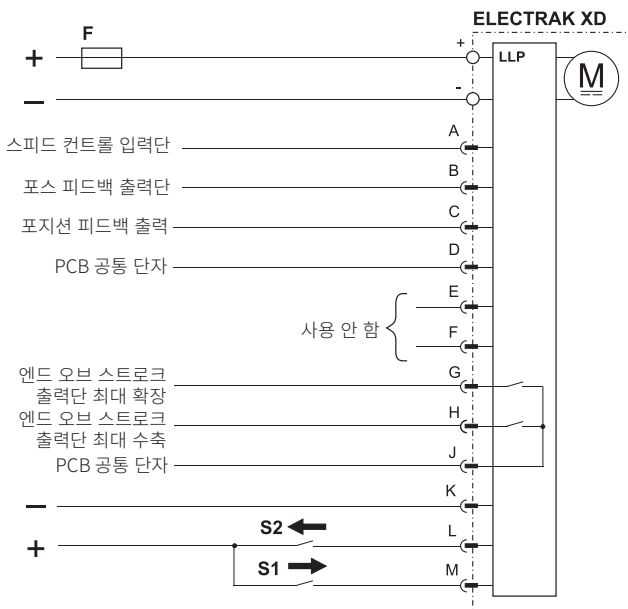 ELECTRAK XD
F
+
+
LLP
M
−
-
A
스피드 컨트롤 입력단
B
포스 피드백 출력단
C
포지션 피드백 출력
D
PCB 공통 단자
E
사용 안 함
F
G
엔드 오브 스트로크
출력단 최대 확장
H
엔드 오브 스트로크
출력단 최대 수축
J
PCB 공통 단자
K
−
S2
L
+
S1
M